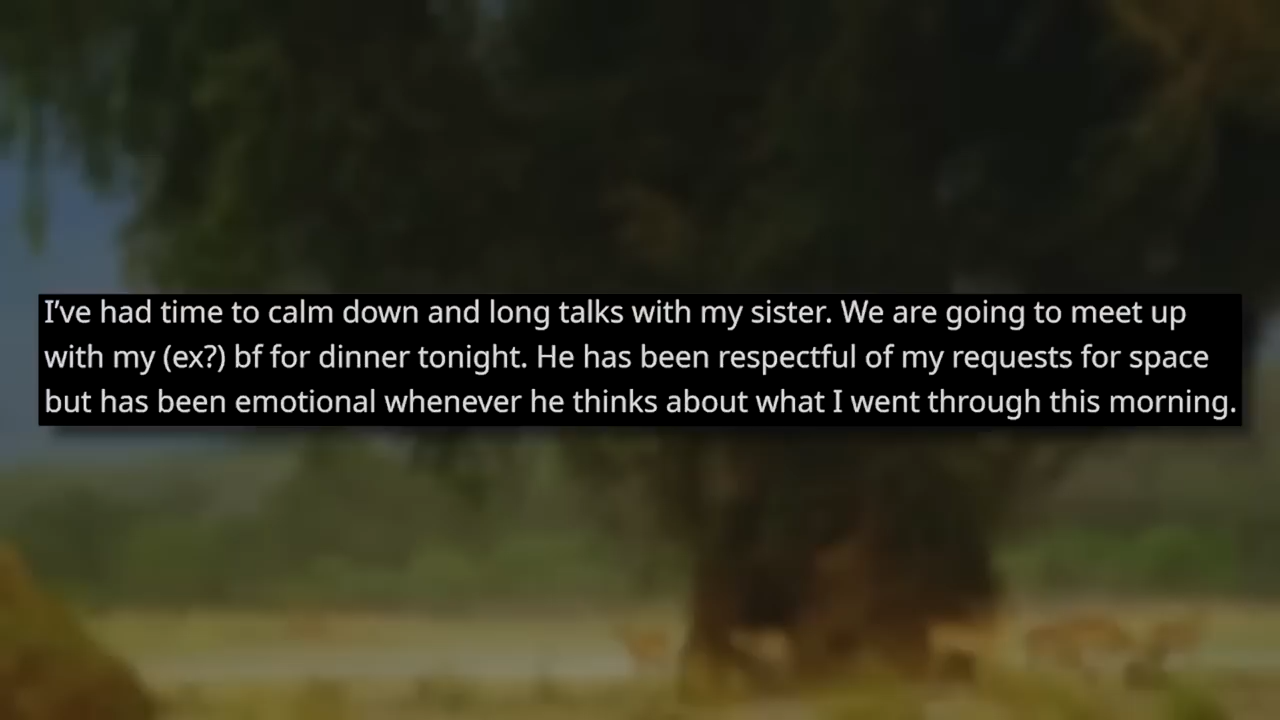 I’ve had time to calm down and long talks with my sister. We are going to meet up
with my (ex?) bf for dinner tonight. He has been respectful of my requests for space
but has been emotional whenever he thinks about what I went through this morning.